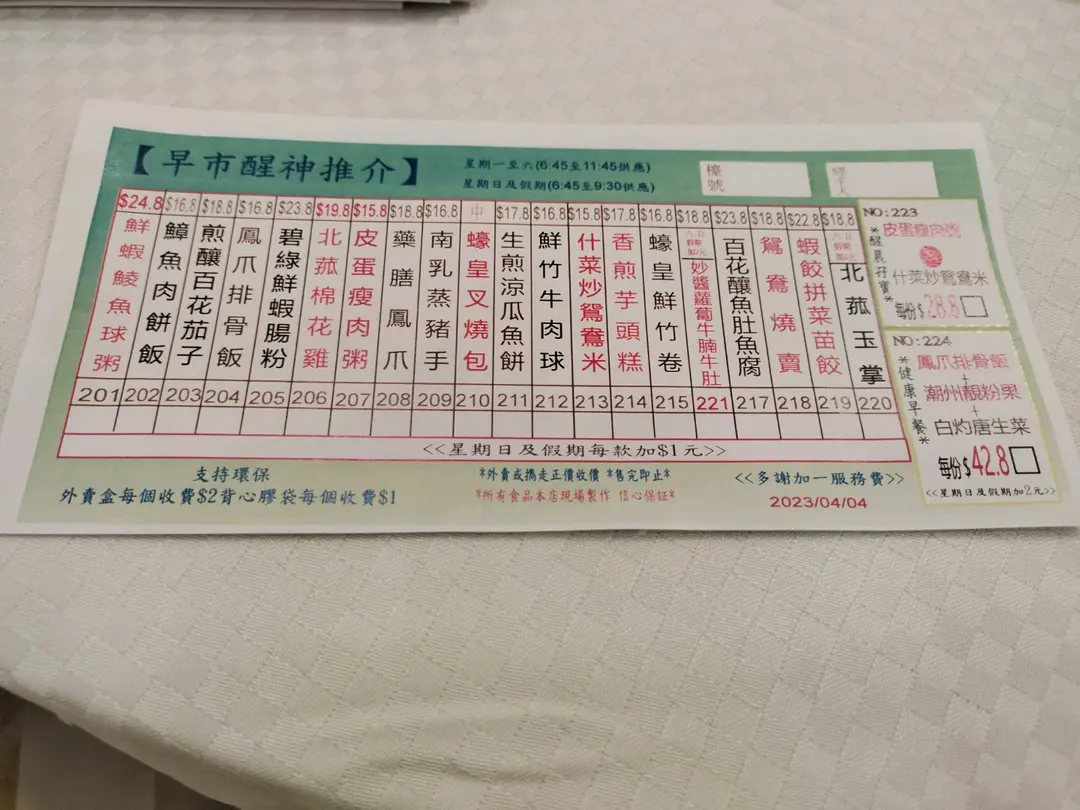 【早市醒神推介】
星期一至六(6:45至11:45供應)
星期日及假期(6:45至9:30供應)
檯號
$24.8 鮮蝦鯪魚球粥 201
$16.8 鱆魚肉餅飯 202
$18.8 煎釀百花茄子 203
$16.8 鳳爪排骨飯 204
$23.8 碧綠鮮蝦腸粉 205
$19.8 北菰棉花雞 206
$15.8 皮蛋瘦肉粥 207
$18.8 藥膳鳳爪 208
$16.8 南乳蒸豬手 209
中 蠔皇叉燒包 210
$17.8 生煎涼瓜魚餅 211
$16.8 鮮竹牛肉球 212
$15.8 什菜炒鴛鴦米 213
$17.8 香煎芋頭糕 214
$16.8 蠔皇鮮竹卷 215
$18.8 妙醬蘿蔔牛腩牛肚 221
$23.8 百花釀魚肚魚腐 217
$18.8 鴛鴦燒賣 218
$22.8 蝦餃拼菜苗餃 219
$18.8 北菰玉掌 220
<<星期日及假期每款加$1元>>
支持環保
外賣盒每個收費$2背心膠袋每個收費$1
*外賣或攜走正價收價 *售完即止*
*所有食品本店現場製作 信心保証*
<<多謝加一服務費>>
2023/04/04
NO:223
*醒晨孖寶*
皮蛋瘦肉粥
什菜炒鴛鴦米
每份$28.8
NO:224
*健康早餐*
鳳爪排骨飯
+
潮州靚粉果
+
白灼唐生菜
每份$42.8
<<星期日及假期加2元>>